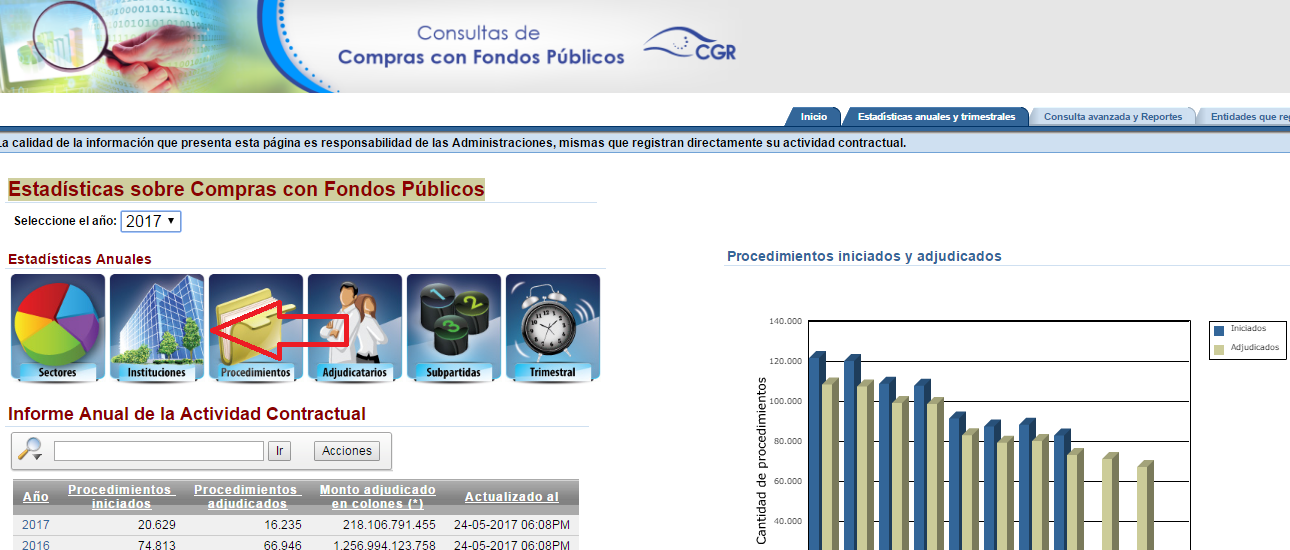 Consultas de
Compras con Fondos Públicos
CGR
Inicio
Estadísticas anuales y trimestrales
Consulta avanzada y Reportes
Entidades que
La calidad de la información que presenta esta página es responsabilidad de las Administraciones, mismas que registran directamente su actividad contractual.
Estadísticas sobre Compras con Fondos Públicos
Seleccione el año: 2017
Estadísticas Anuales
Sectores
Instituciones
Procedimientos
Adjudicatarios
1 2 3
Subpartidas
Trimestral
Informe Anual de la Actividad Contractual
Ir
Acciones
Año Procedimientos iniciados Procedimientos adjudicados Monto adjudicado en colones (*) Actualizado al
2017 20.629 16.235 218.106.791.455 24-05-2017 06:08PM
2016 74.813 66.946 1.256.994.123.758 24-05-2017 06:08PM
Procedimientos iniciados y adjudicados
Cantidad de procedimientos
140.000
120.000
100.000
80.000
60.000
40.000
Iniciados
Adjudicados